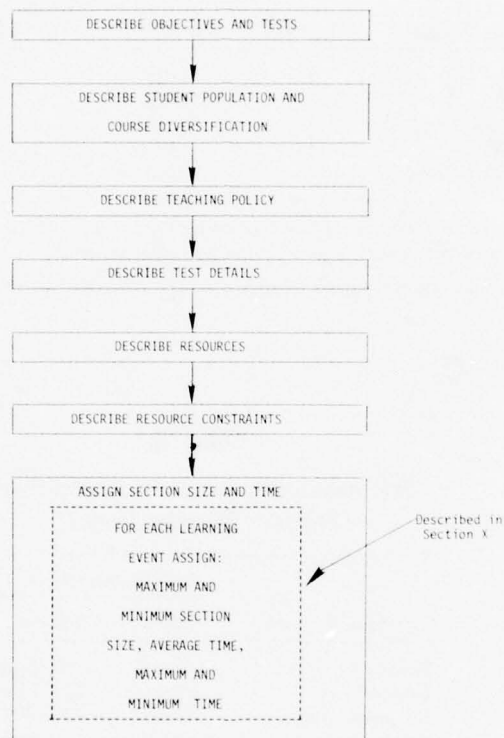 DESCRIBE OBJECTIVES AND TESTS
DESCRIBE STUDENT POPULATION AND
COURSE DIVERSIFICATION
DESCRIBE TEACHING POLICY
DESCRIBE TEST DETAILS
DESCRIBE RESOURCES
DESCRIBE RESOURCE CONSTRAINTS
ASSIGN SECTION SIZE AND TIME
FOR EACH LEARNING
EVENT ASSIGN:
MAXIMUM AND
MINIMUM SECTION
SIZE, AVERAGE TIME,
MAXIMUM AND
MINIMUM TIME
Described in
Section X